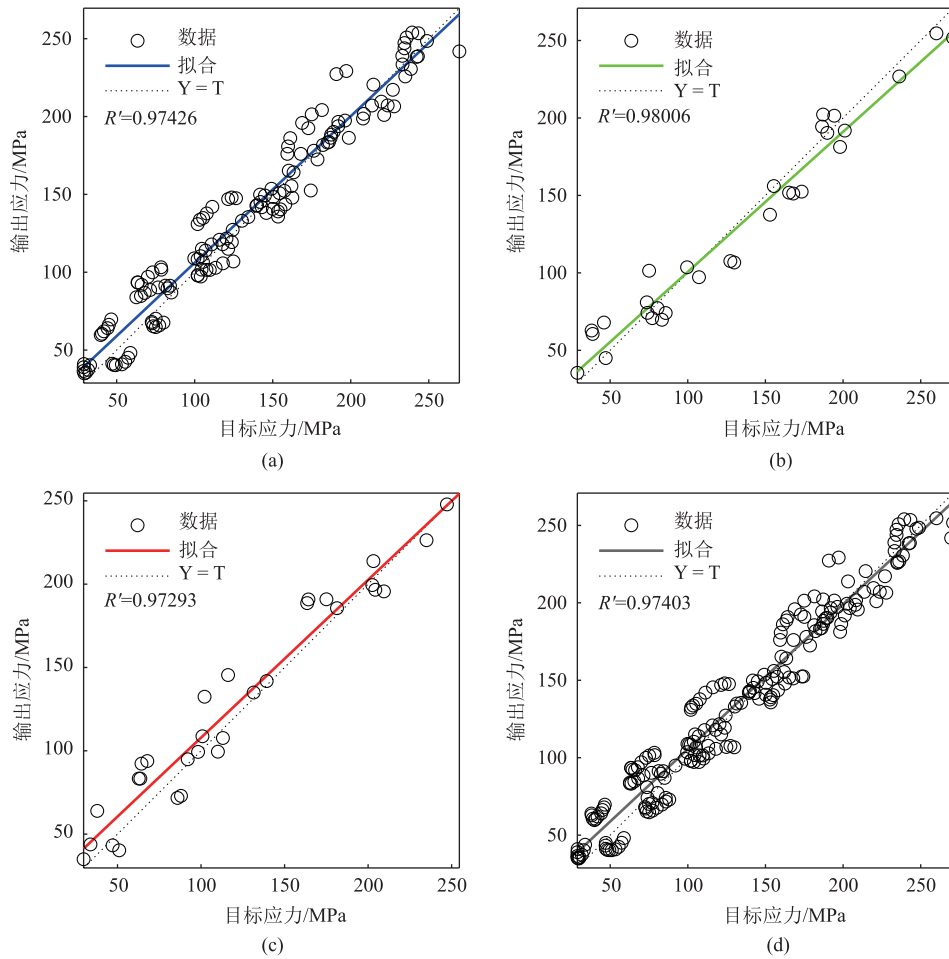 250
200
150
100
50
输出应力/MPa
数据
拟合
Y = T
R′=0.97426
50
100
150
200
250
目标应力/MPa
(a)
250
200
150
100
50
输出应力/MPa
数据
拟合
Y = T
R′=0.98006
50
100
150
200
250
目标应力/MPa
(b)
250
200
150
100
50
输出应力/MPa
数据
拟合
Y = T
R′=0.97293
50
100
150
200
250
目标应力/MPa
(c)
250
200
150
100
50
输出应力/MPa
数据
拟合
Y = T
R′=0.97403
50
100
150
200
250
目标应力/MPa
(d)